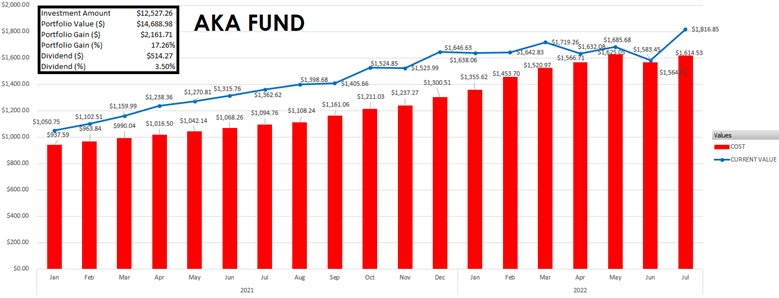 $2,000.00
$1,800.00
$1,600.00
$1,400.00
$1,200.00
$1,000.00
$800.00
$600.00
$400.00
$200.00
$0.00
Investment Amount $12,527.26
Portfolio Value ($) $14,688.98
Portfolio Gain ($) $2,161.71
Portfolio Gain (%) 17.26%
Dividend ($) $514.27
Dividend (%) 3.50%
AKA FUND
$1,050.75 $1,102.51 $1,159.99 $1,238.36 $1,270.81 $1,315.76 $1,362.62 $1,398.68 $1,405.66 $1,524.85 $1,523.99 $1,646.63 $1,638.06 $1,642.83 $1,719.26 $1,632.08 $1,685.68 $1,583.45 $1,816.85
$937.59 $963.84 $990.04 $1,016.50 $1,042.14 $1,068.26 $1,094.76 $1,108.24 $1,161.06 $1,211.03 $1,237.27 $1,300.51 $1,355.62 $1,453.70 $1,520.97 $1,566.71 $1,614.53
Jan Feb Mar Apr May Jun Jul Aug Sep Oct Nov Dec Jan Feb Mar Apr May Jun Jul
2021 2022
Values
COST
CURRENT VALUE